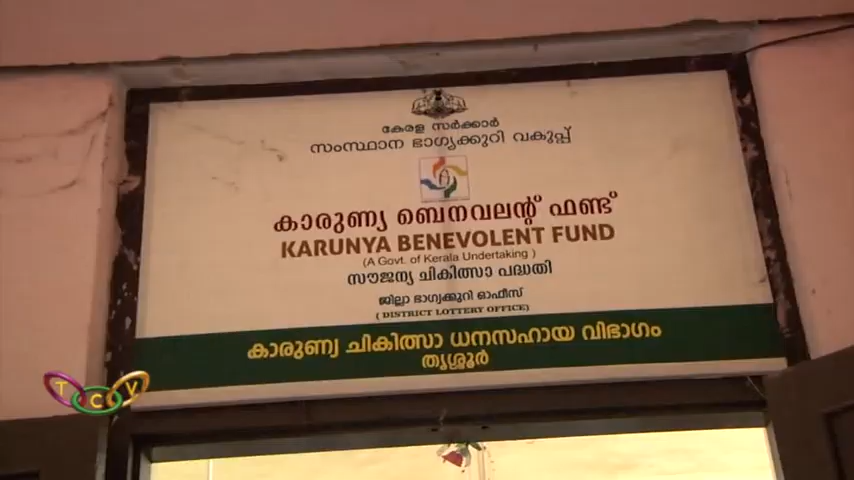 കേരള സർക്കാർ
സംസ്ഥാന ഭാഗ്യക്കുറി വകുപ്പ്
കാരുണ്യ ബെനവലന്റ് ഫണ്ട്
KARUNYA BENEVOLENT FUND
(A Govt. of Kerala Undertaking)
സൗജന്യ ചികിത്സാ പദ്ധതി
ജില്ലാ ഭാഗ്യക്കുറി ഓഫീസ്
(DISTRICT LOTTERY OFFICE)
കാരുണ്യ ചികിത്സാ ധനസഹായ വിഭാഗം
തൃശ്ശൂർ
TCV